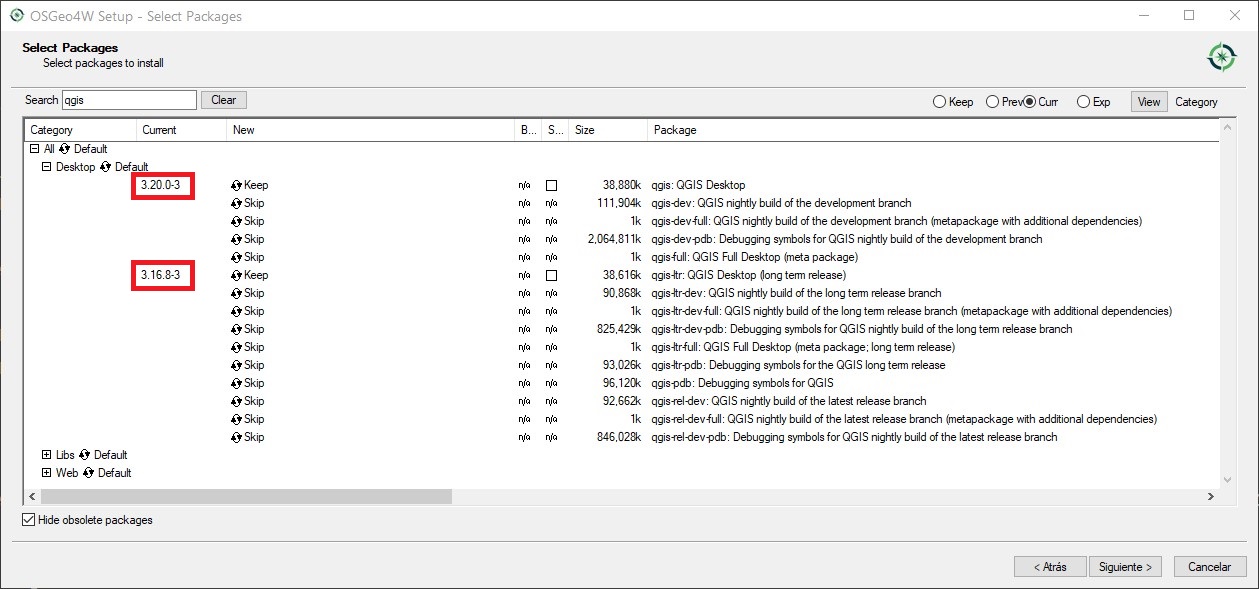 OSGeo4W Setup - Select Packages
Select Packages
Select packages to install
Search qgis Clear Keep Prev Curr Exp View Category
Category Current New B... S... Size Package
All Default
Desktop Default
3.20.0-3 Keep n/a 38,880k qgis: QGIS Desktop
Skip n/a n/a 111,904k qgis-dev: QGIS nightly build of the development branch
Skip n/a n/a 1k qgis-dev-full: QGIS nightly build of the development branch (metapackage with additional dependencies)
Skip n/a n/a 2,064,811k qgis-dev-pdb: Debugging symbols for QGIS nightly build of the development branch
Skip n/a n/a 1k qgis-full: QGIS Full Desktop (meta package)
3.16.8-3 Keep n/a 38,616k qgis-ltr: QGIS Desktop (long term release)
Skip n/a n/a 90,868k qgis-ltr-dev: QGIS nightly build of the long term release branch
Skip n/a n/a 1k qgis-ltr-dev-full: QGIS nightly build of the long term release branch (metapackage with additional dependencies)
Skip n/a n/a 825,429k qgis-ltr-dev-pdb: Debugging symbols for QGIS nightly build of the long term release branch
Skip n/a n/a 1k qgis-ltr-full: QGIS Full Desktop (meta package; long term release)
Skip n/a n/a 93,026k qgis-ltr-pdb: Debugging symbols for the QGIS long term release
Skip n/a n/a 96,120k qgis-pdb: Debugging symbols for QGIS
Skip n/a n/a 92,662k qgis-rel-dev: QGIS nightly build of the latest release branch
Skip n/a n/a 1k qgis-rel-dev-full: QGIS nightly build of the latest release branch (metapackage with additional dependencies)
Skip n/a n/a 846,028k qgis-rel-dev-pdb: Debugging symbols for QGIS nightly build of the latest release branch
Libs Default
Web Default
Hide obsolete packages
< Atrás Siguiente > Cancelar